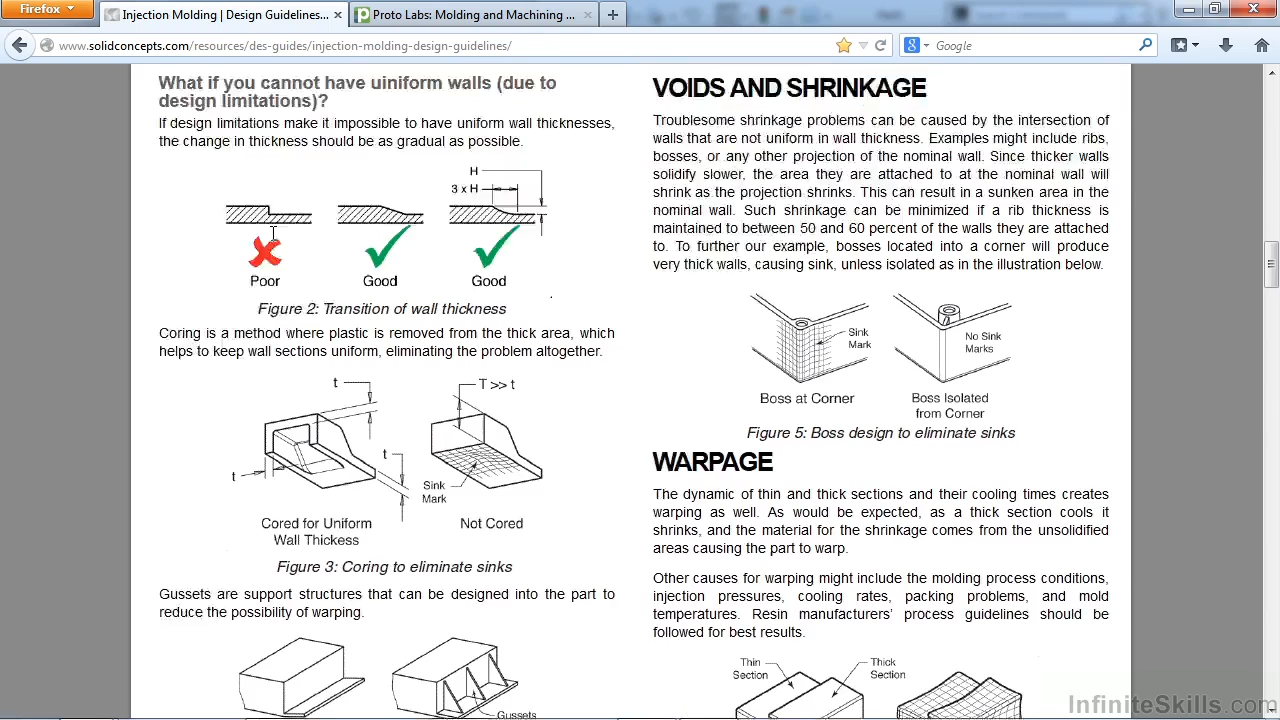 Firefox
Injection Molding | Design Guidelines...
Proto Labs: Molding and Machining ...
www.solidconcepts.com/resources/des-guides/injection-molding-design-guidelines/
Google
What if you cannot have uiniform walls (due to
design limitations)?
If design limitations make it impossible to have uniform wall thicknesses,
the change in thickness should be as gradual as possible.
H
3 x H
Poor
Good
Good
Figure 2: Transition of wall thickness
Coring is a method where plastic is removed from the thick area, which
helps to keep wall sections uniform, eliminating the problem altogether.
t
T >> t
t
t
Sink
Mark
Cored for Uniform
Wall Thickess
Not Cored
Figure 3: Coring to eliminate sinks
Gussets are support structures that can be designed into the part to
reduce the possibility of warping.
Gussets
VOIDS AND SHRINKAGE
Troublesome shrinkage problems can be caused by the intersection of
walls that are not uniform in wall thickness. Examples might include ribs,
bosses, or any other projection of the nominal wall. Since thicker walls
solidify slower, the area they are attached to at the nominal wall will
shrink as the projection shrinks. This can result in a sunken area in the
nominal wall. Such shrinkage can be minimized if a rib thickness is
maintained to between 50 and 60 percent of the walls they are attached
to. To further our example, bosses located into a corner will produce
very thick walls, causing sink, unless isolated as in the illustration below.
Sink
Mark
No Sink
Marks
Boss at Corner
Boss Isolated
from Corner
Figure 5: Boss design to eliminate sinks
WARPAGE
The dynamic of thin and thick sections and their cooling times creates
warping as well. As would be expected, as a thick section cools it
shrinks, and the material for the shrinkage comes from the unsolidified
areas causing the part to warp.
Other causes for warping might include the molding process conditions,
injection pressures, cooling rates, packing problems, and mold
temperatures. Resin manufacturers' process guidelines should be
followed for best results.
Thin
Section
Thick
Section
InfiniteSkills.com